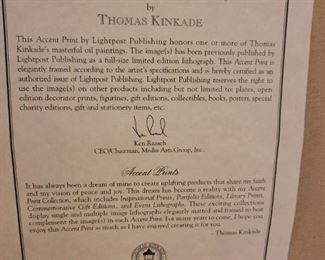 by
THOMAS KINKADE
This Accent Print by Lightpost Publishing honors one or more of Thomas
Kinkade's masterful oil paintings. The image(s) has been previously published by
Lightpost Publishing as a full-size limited edition lithograph. This Accent Print is
elegantly framed according to the artist's specifications and is hereby certified as an
authorized issue of Lightpost Publishing. Lightpost Publishing reserves the right to
use the image(s) on other products including but not limited to: plates, open
edition decorator prints, figurines, gift editions, collectibles, books, posters, special
charity editions, gift and stationery items, etc.
Ken Raasch
CEO/Chairman, Media Arts Group, Inc.
Accent Prints
It has always been a dream of mine to create uplifting products that share my faith
and my vision of peace and joy. This dream has become a reality with my Accent
Print Collection, which includes Inspirational Prints, Portfolio Editions, Library Prints,
Commemorative Gift Editions, and Event Lithographs. These exciting collections
display single and multiple image lithographs elegantly matted and framed to best
complement the image(s) in each Accent Print. For many years to come, I hope you
enjoy this Accent Print as much as I have enjoyed creating it for you.
- Thomas Kinkade
THOMAS KINKADE